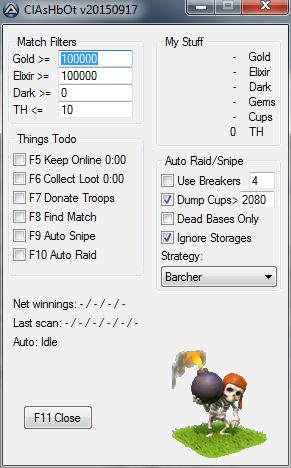 ClAsHbOt v20150917
Match Filters
Gold >= 100000
Elixir >= 100000
Dark >= 0
TH <= 10
My Stuff
- Gold
- Elixir
- Dark
- Gems
- Cups
0 TH
Things Todo
F5 Keep Online 0:00
F6 Collect Loot 0:00
F7 Donate Troops
F8 Find Match
F9 Auto Snipe
F10 Auto Raid
Auto Raid/Snipe
Use Breakers 4
Dump Cups> 2080
Dead Bases Only
Ignore Storages
Strategy:
Barcher
Net winnings: - / - / - / -
Last scan: - / - / - / - / -
Auto: Idle
F11 Close